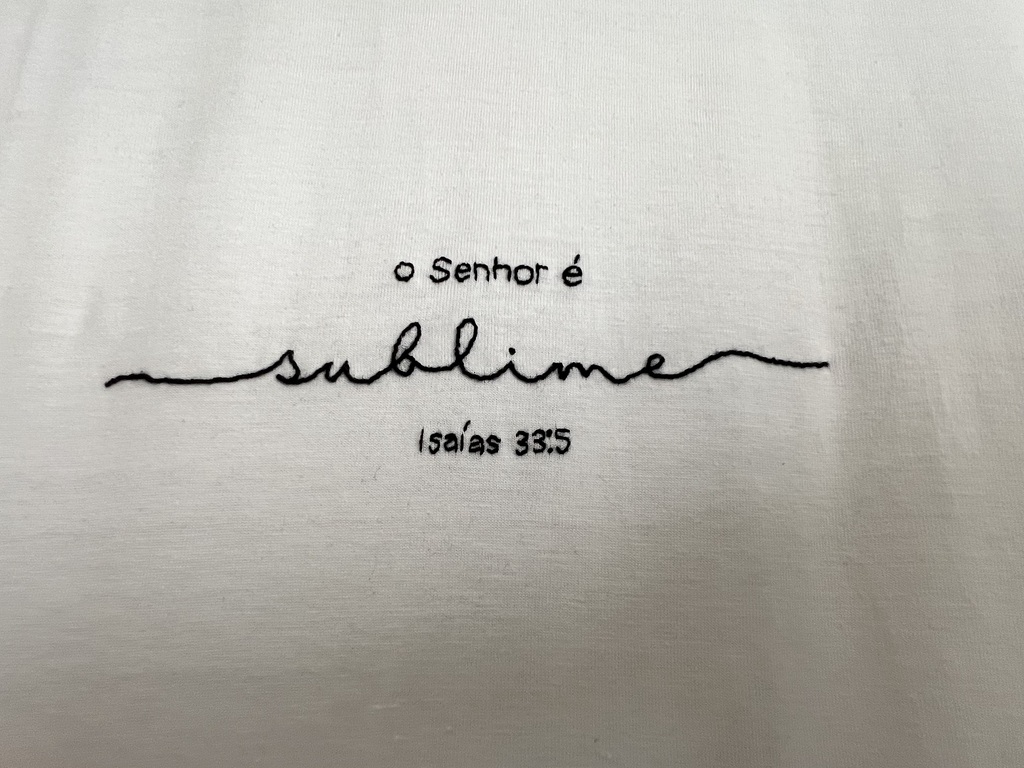 o Senhor é
sublime
Isaías 33:5